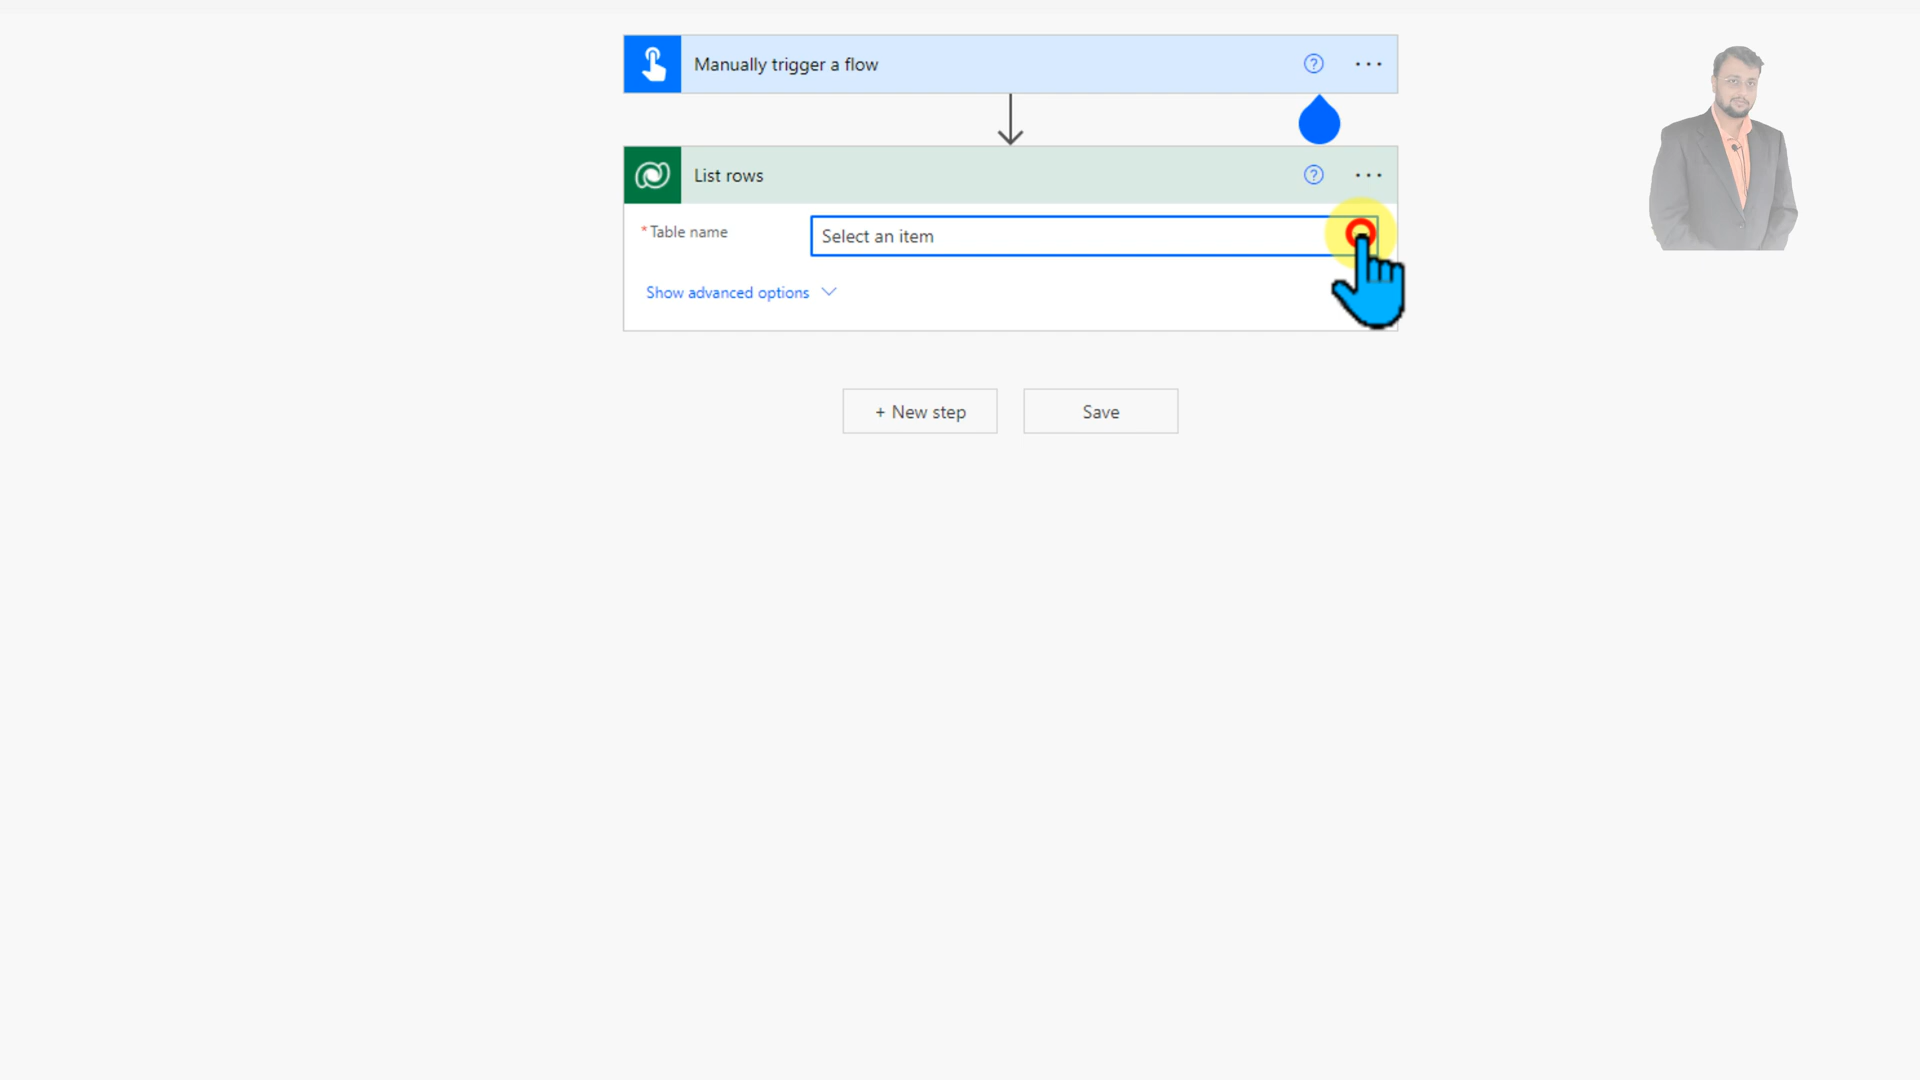 Manually trigger a flow
?
...
List rows
?
...
* Table name
Select an item
Show advanced options
+ New step
Save